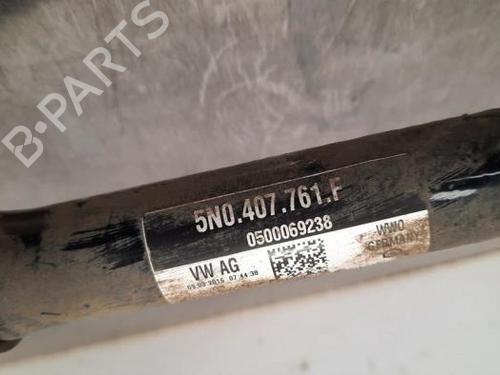 B-PARTS
5N0.407.761.F
0500069238
VW AG
WWO
GERMANY